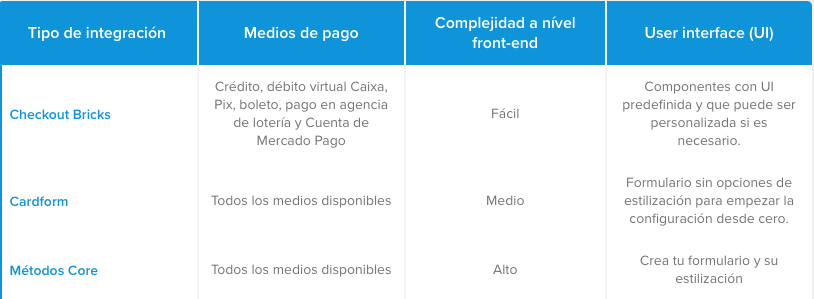 Tipo de integración
Medios de pago
Complejidad a nível
front-end
User interface (UI)
Checkout Bricks
Crédito, débito virtual Caixa,
Pix, boleto, pago en agencia
de lotería y Cuenta de
Mercado Pago
Fácil
Componentes con UI
predefinida y que puede ser
personalizada si es
necesario.
Cardform
Todos los medios disponibles
Medio
Formulario sin opciones de
estilización para empezar la
configuración desde cero.
Métodos Core
Todos los medios disponibles
Alto
Crea tu formulario y su
estilización